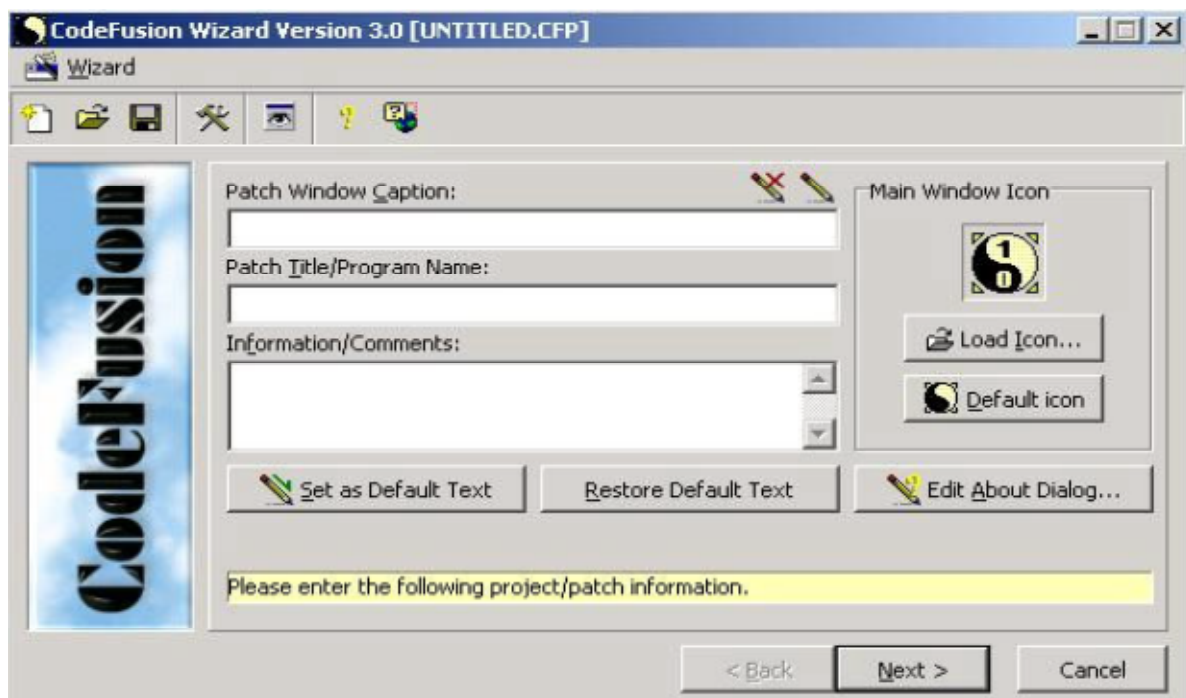 CodeFusion Wizard Version 3.0 [UNTITLED.CFP]
Wizard
CodeFusion
Patch Window Caption:
Main Window Icon
1
0
Patch Title/Program Name:
Information/Comments:
Load Icon...
Default icon
Set as Default Text
Restore Default Text
Edit About Dialog...
Please enter the following project/patch information.
< Back
Next >
Cancel